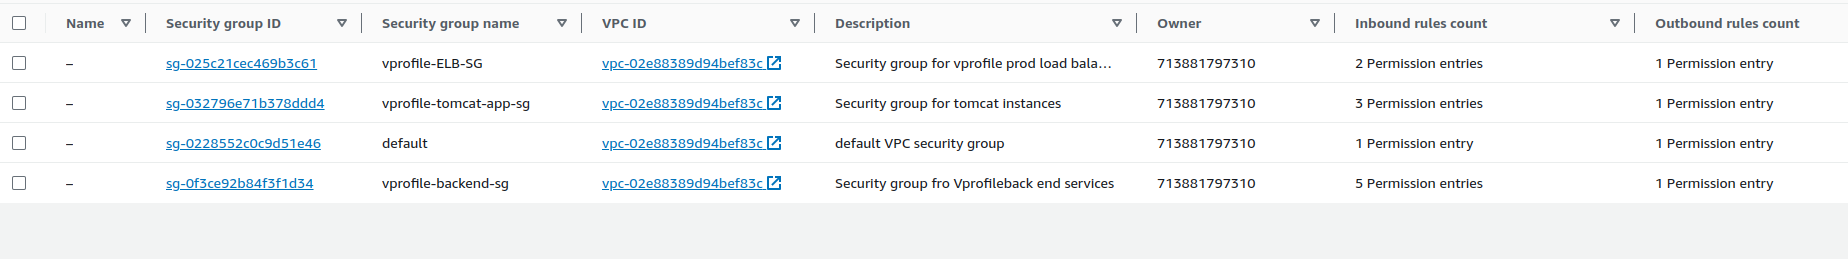 Name Security group ID Security group name VPC ID Description Owner Inbound rules count Outbound rules count
– sg-025c21cec469b3c61 vprofile-ELB-SG vpc-02e88389d94bef83c Security group for vprofile prod load bala… 713881797310 2 Permission entries 1 Permission entry
– sg-032796e71b378ddd4 vprofile-tomcat-app-sg vpc-02e88389d94bef83c Security group for tomcat instances 713881797310 3 Permission entries 1 Permission entry
– sg-0228552c0c9d51e46 default vpc-02e88389d94bef83c default VPC security group 713881797310 1 Permission entry 1 Permission entry
– sg-0f3ce92b84f3f1d34 vprofile-backend-sg vpc-02e88389d94bef83c Security group fro Vprofileback end services 713881797310 5 Permission entries 1 Permission entry